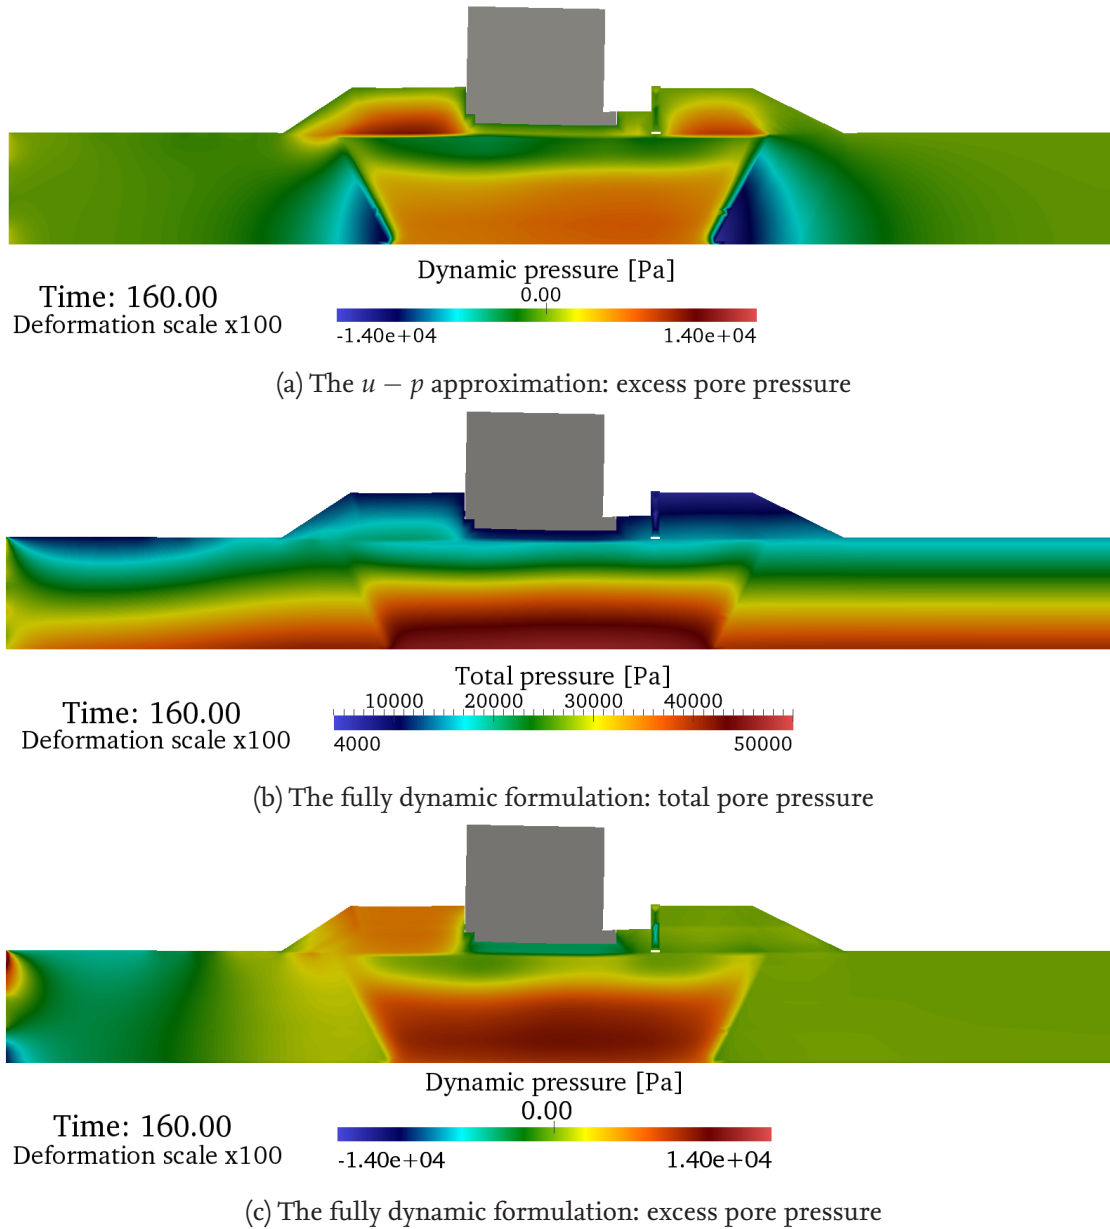 Dynamic pressure [Pa]
0.00
-1.40e+04 1.40e+04
Time: 160.00
Deformation scale x100
(a) The u − p approximation: excess pore pressure
Total pressure [Pa]
10000 20000 30000 40000
4000 50000
Time: 160.00
Deformation scale x100
(b) The fully dynamic formulation: total pore pressure
Dynamic pressure [Pa]
0.00
-1.40e+04 1.40e+04
Time: 160.00
Deformation scale x100
(c) The fully dynamic formulation: excess pore pressure